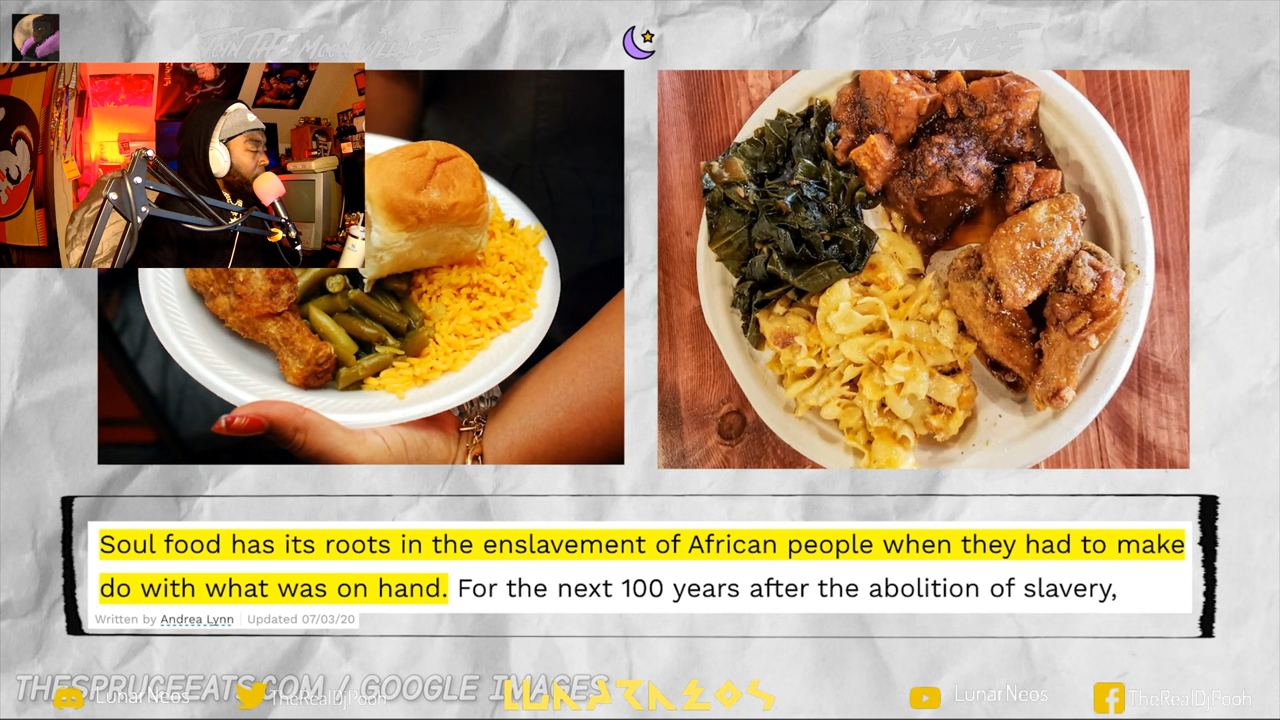 Soul food has its roots in the enslavement of African people when they had to make
do with what was on hand. For the next 100 years after the abolition of slavery,
Written by Andrea Lynn Updated 07/03/20
THESPRUCEEATS.COM / GOOGLE IMAGES
LunarNeos
TheRealDjPooh
LUNARNEOS
LunarNeos
TheRealDjPooh